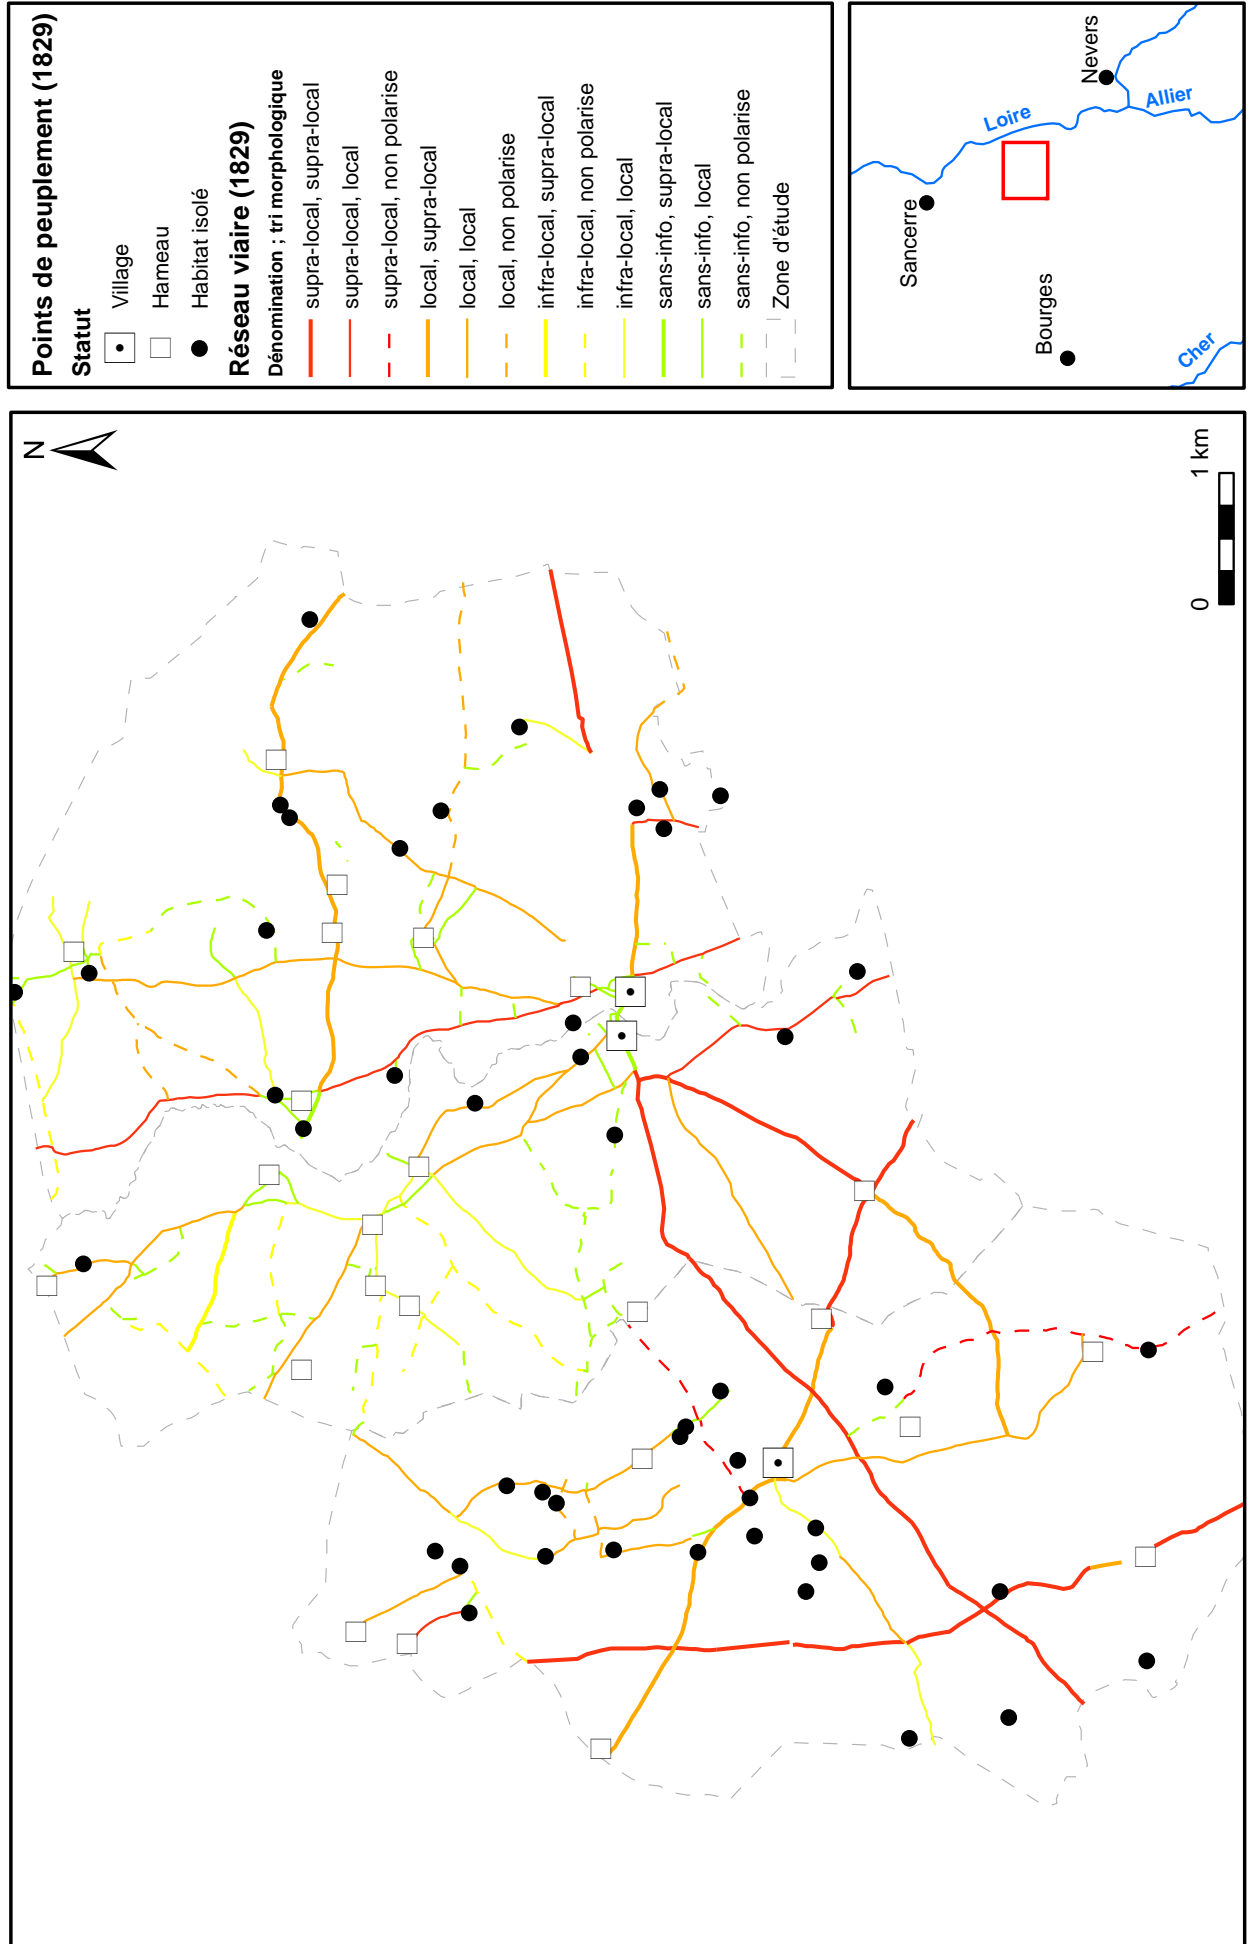 Points de peuplement (1829)
Statut
Village
Hameau
Habitat isolé
Réseau viaire (1829)
Dénomination ; tri morphologique
supra-local, supra-local
supra-local, local
supra-local, non polarise
local, supra-local
local, local
local, non polarise
infra-local, supra-local
infra-local, non polarise
infra-local, local
sans-info, supra-local
sans-info, local
sans-info, non polarise
Zone d'étude
Sancerre
Bourges
Nevers
Loire
Allier
Cher
N
0 1 km